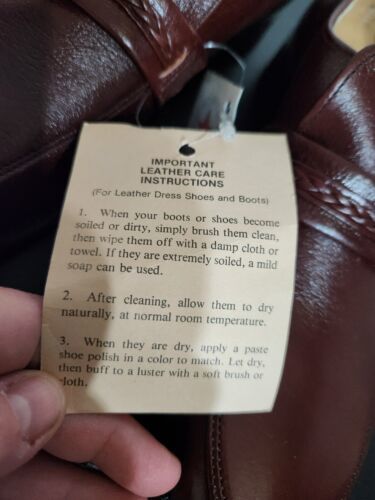 IMPORTANT
LEATHER CARE
INSTRUCTIONS
(For Leather Dress Shoes and Boots)
1. When your boots or shoes become
soiled or dirty, simply brush them clean,
then wipe them off with a damp cloth or
towel. If they are extremely soiled, a mild
soap can be used.
2. After cleaning, allow them to dry
naturally, at normal room temperature.
3. When they are dry, apply a paste
shoe polish in a color to match. Let dry,
then buff to a luster with a soft brush or
cloth.